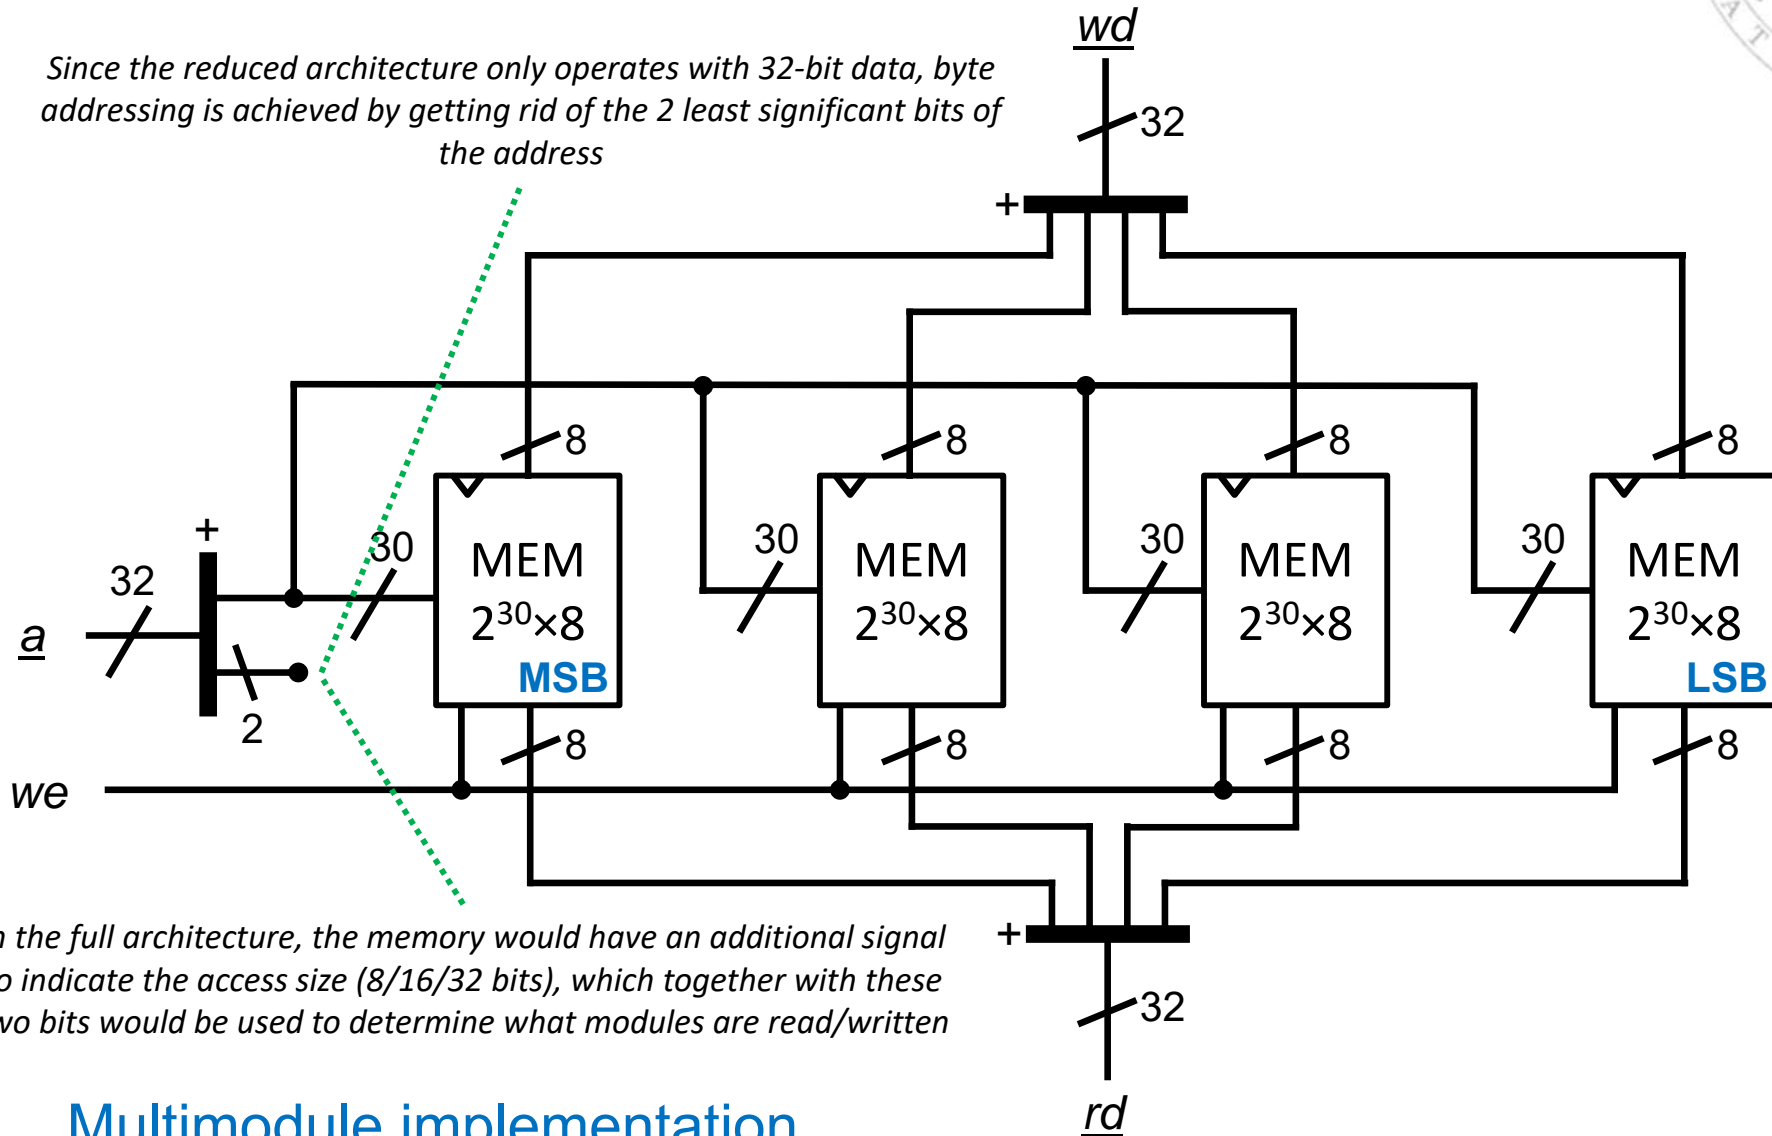 wd
Since the reduced architecture only operates with 32-bit data, byte
addressing is achieved by getting rid of the 2 least significant bits of
the address
32
+
8 8 8 8
+
32
30 30 30 30
MEM MEM MEM MEM
2³⁰×8 2³⁰×8 2³⁰×8 2³⁰×8
a
MSB LSB
2
8 8 8 8
we
n the full architecture, the memory would have an additional signal
o indicate the access size (8/16/32 bits), which together with these
wo bits would be used to determine what modules are read/written
+
32
rd
Multimodule implementation